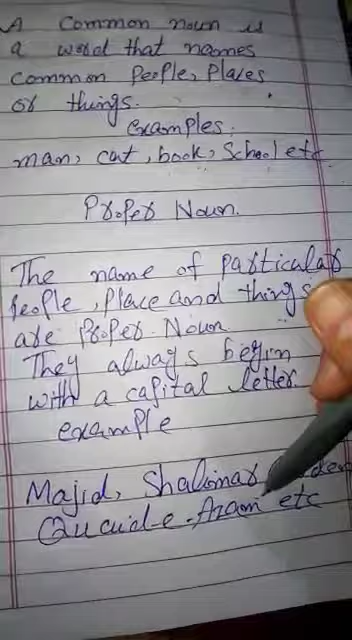 A Common noun is
a word that names
common People, Places
or things.
examples.
man, cat, book, School etc
Proper Noun.
The name of particular
People, Place and things
are Proper Noun
They always begin
with a capital letter
example
Majid, Shalimar
Quaid-e-Azam etc